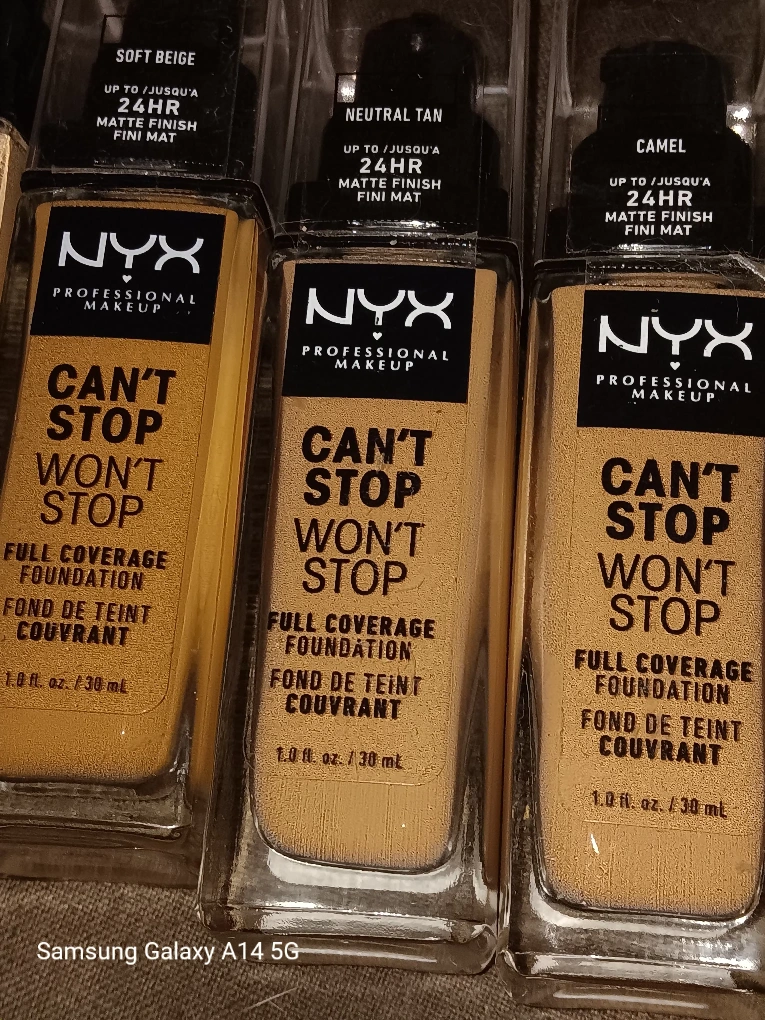 SOFT BEIGE
UP TO / JUSQU'A
24HR
MATTE FINISH
FINI MAT
NYX
PROFESSIONAL
MAKEUP
CAN'T
STOP
WON'T
STOP
FULL COVERAGE
FOUNDATION
FOND DE TEINT
COUVRANT
1.0 fl. oz. / 30 mL
NEUTRAL TAN
UP TO / JUSQU'A
24HR
MATTE FINISH
FINI MAT
NYX
PROFESSIONAL
MAKEUP
CAN'T
STOP
WON'T
STOP
FULL COVERAGE
FOUNDATION
FOND DE TEINT
COUVRANT
1.0 fl. oz. / 30 mL
CAMEL
UP TO / JUSQU'A
24HR
MATTE FINISH
FINI MAT
NYX
PROFESSIONAL
MAKEUP
CAN'T
STOP
WON'T
STOP
FULL COVERAGE
FOUNDATION
FOND DE TEINT
COUVRANT
1.0 fl. oz. / 30 mL
Samsung Galaxy A14 5G